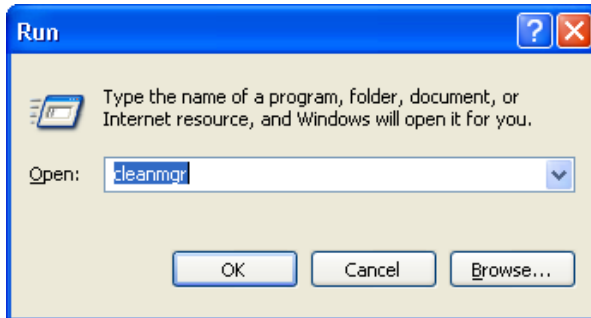 Run
Type the name of a program, folder, document, or
Internet resource, and Windows will open it for you.
Open: cleanmgr
OK Cancel Browse...